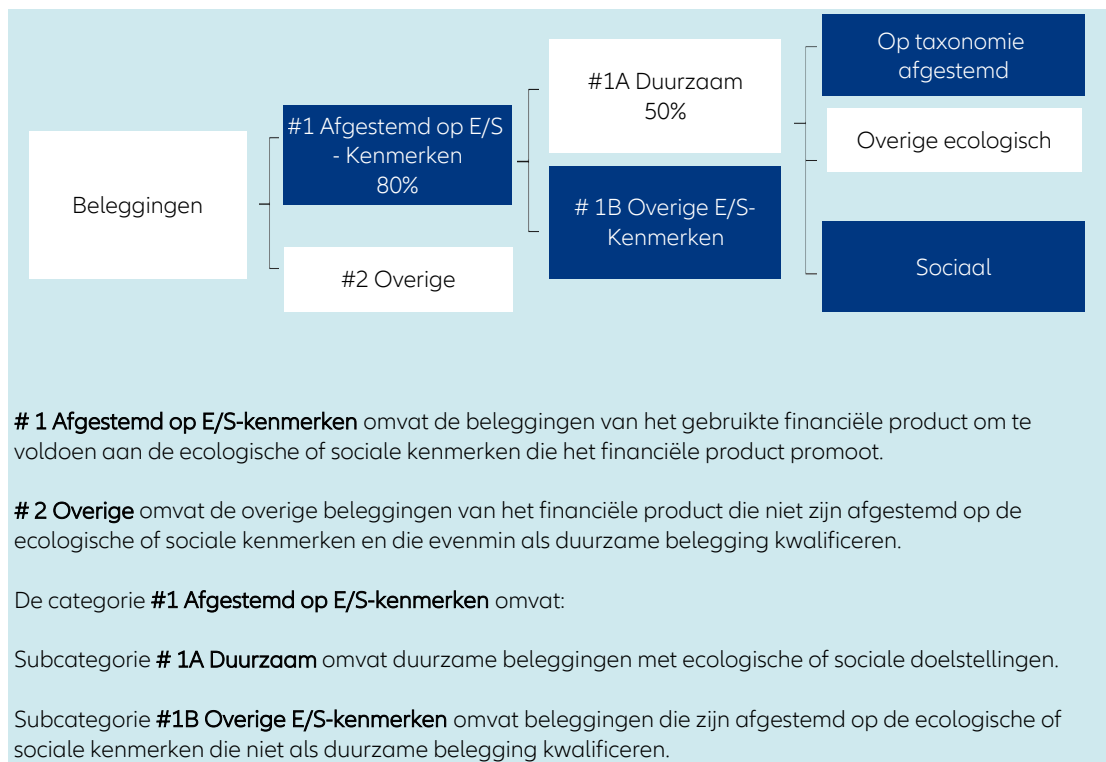 Beleggingen
#1 Afgestemd op E/S
- Kenmerken
80%
#2 Overige
#1A Duurzaam
50%
# 1B Overige E/S-
Kenmerken
Op taxonomie
afgestemd
Overige ecologisch
Sociaal
# 1 Afgestemd op E/S-kenmerken omvat de beleggingen van het gebruikte financiële product om te
voldoen aan de ecologische of sociale kenmerken die het financiële product promoot.
# 2 Overige omvat de overige beleggingen van het financiële product die niet zijn afgestemd op de
ecologische of sociale kenmerken en die evenmin als duurzame belegging kwalificeren.
De categorie #1 Afgestemd op E/S-kenmerken omvat:
Subcategorie # 1A Duurzaam omvat duurzame beleggingen met ecologische of sociale doelstellingen.
Subcategorie #1B Overige E/S-kenmerken omvat beleggingen die zijn afgestemd op de ecologische of
sociale kenmerken die niet als duurzame belegging kwalificeren.